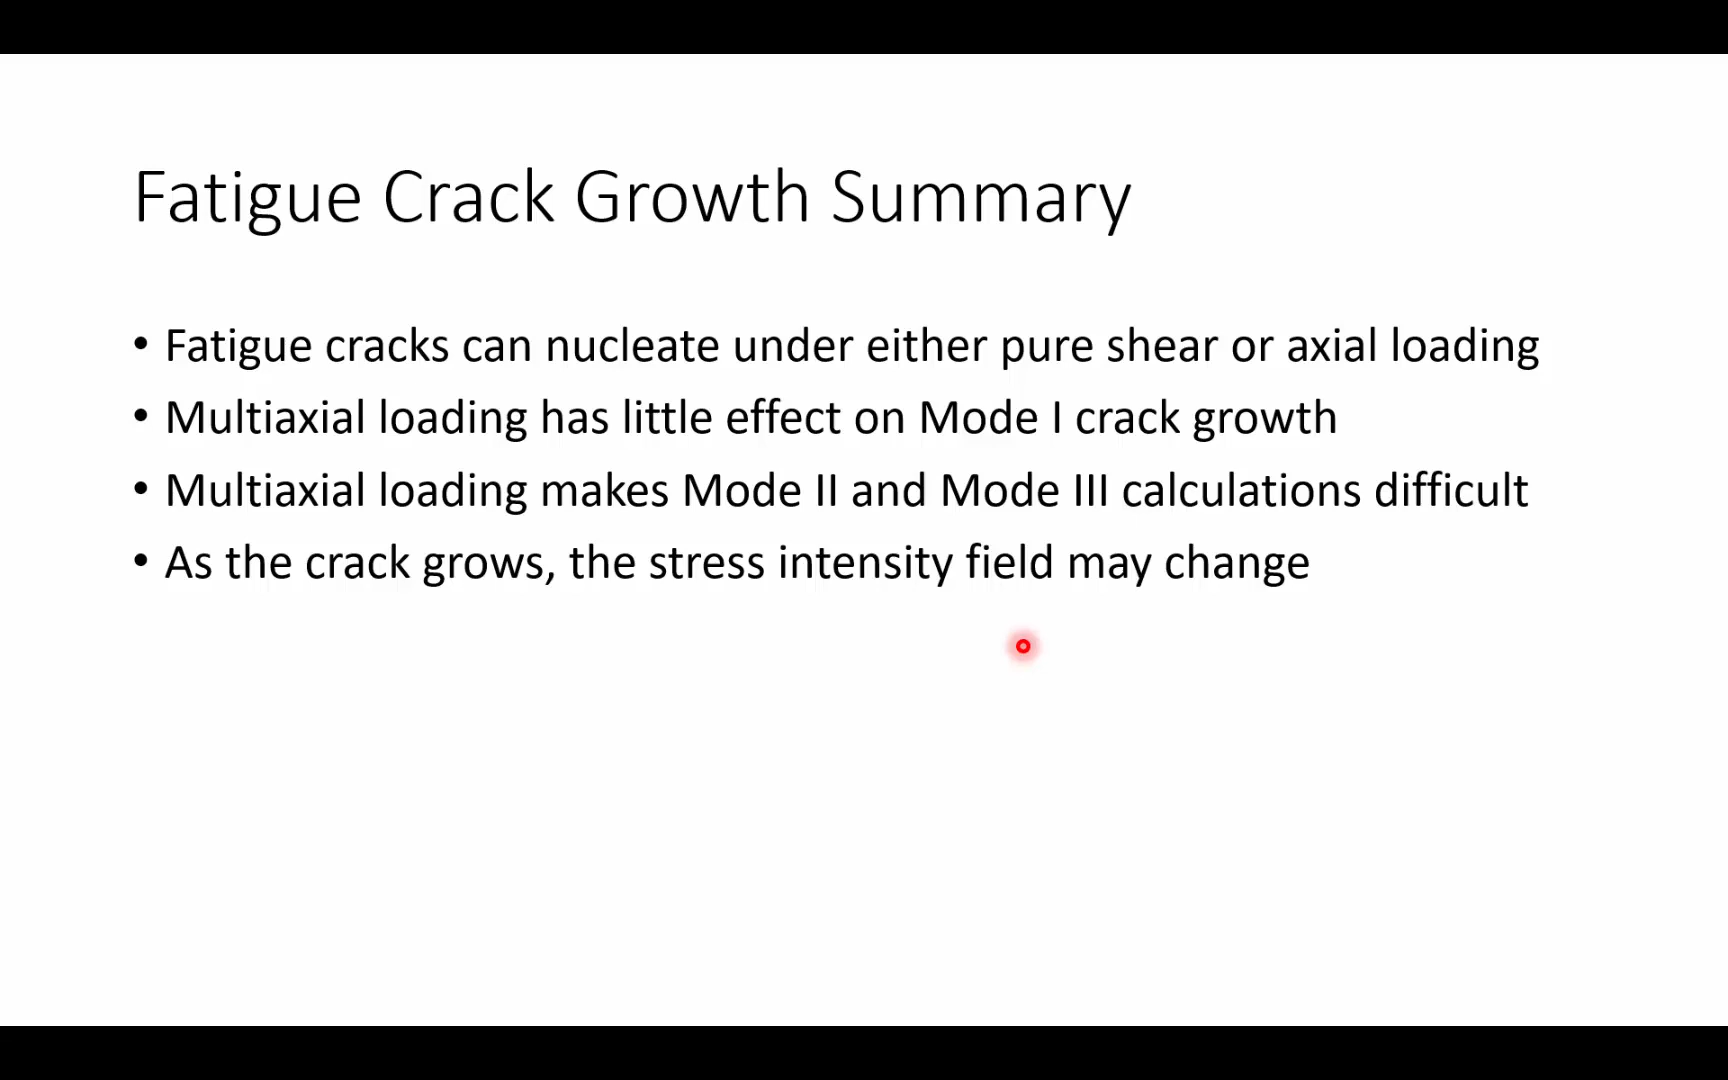 Fatigue Crack Growth Summary
• Fatigue cracks can nucleate under either pure shear or axial loading
• Multiaxial loading has little effect on Mode I crack growth
• Multiaxial loading makes Mode II and Mode III calculations difficult
• As the crack grows, the stress intensity field may change